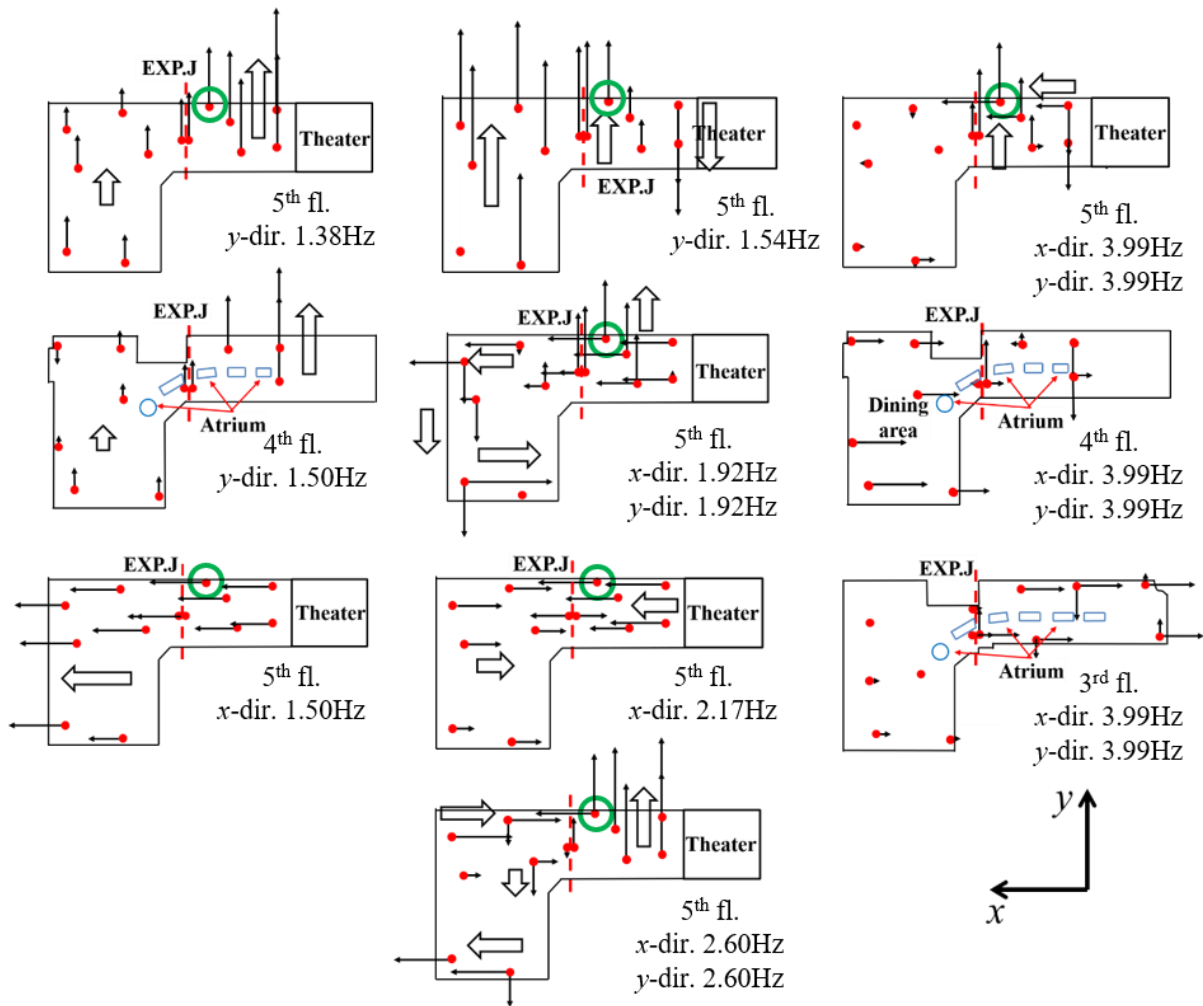 EXP.J
Theater
5th fl.
y-dir. 1.38Hz
Theater
EXP.J
5th fl.
y-dir. 1.54Hz
EXP.J
Theater
5th fl.
x-dir. 3.99Hz
y-dir. 3.99Hz
EXP.J
Atrium
4th fl.
y-dir. 1.50Hz
EXP.J
Theater
5th fl.
x-dir. 1.92Hz
y-dir. 1.92Hz
EXP.J
Dining
area
Atrium
4th fl.
x-dir. 3.99Hz
y-dir. 3.99Hz
EXP.J
Theater
5th fl.
x-dir. 1.50Hz
EXP.J
Theater
5th fl.
x-dir. 2.17Hz
EXP.J
Atrium
3rd fl.
x-dir. 3.99Hz
y-dir. 3.99Hz
Theater
5th fl.
x-dir. 2.60Hz
y-dir. 2.60Hz
y
x